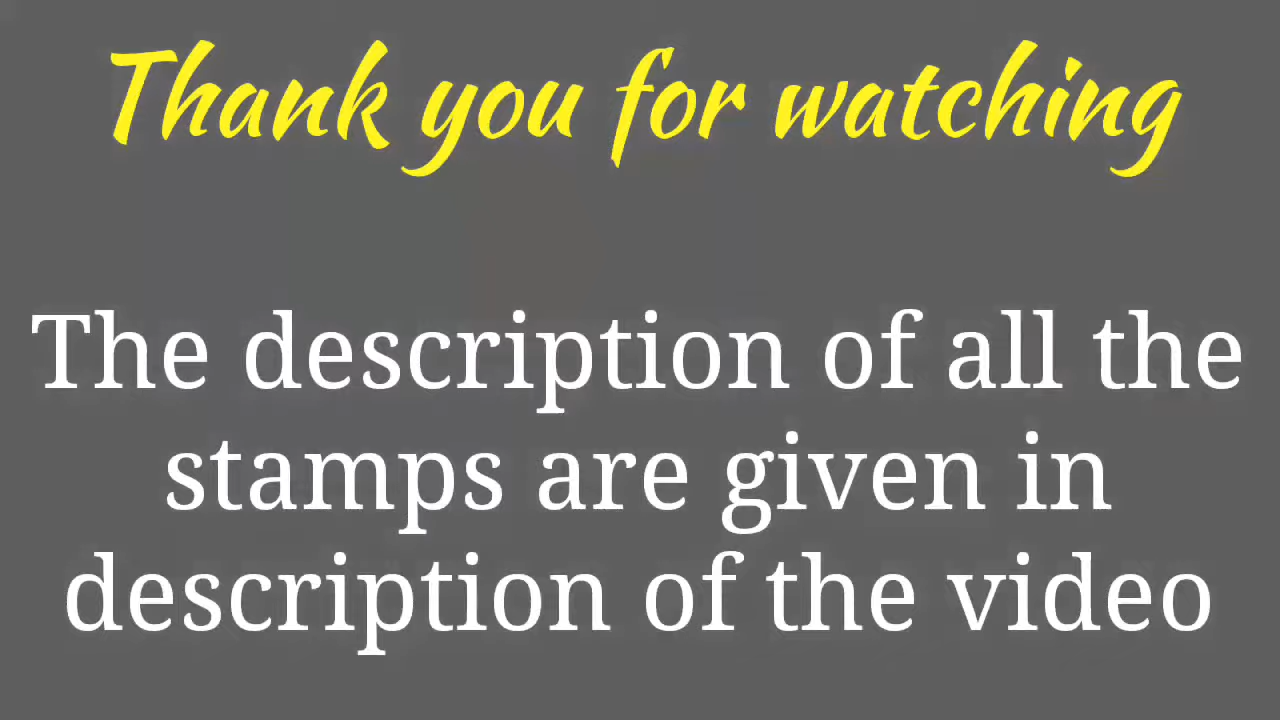 Thank you for watching
The description of all the
stamps are given in
description of the video